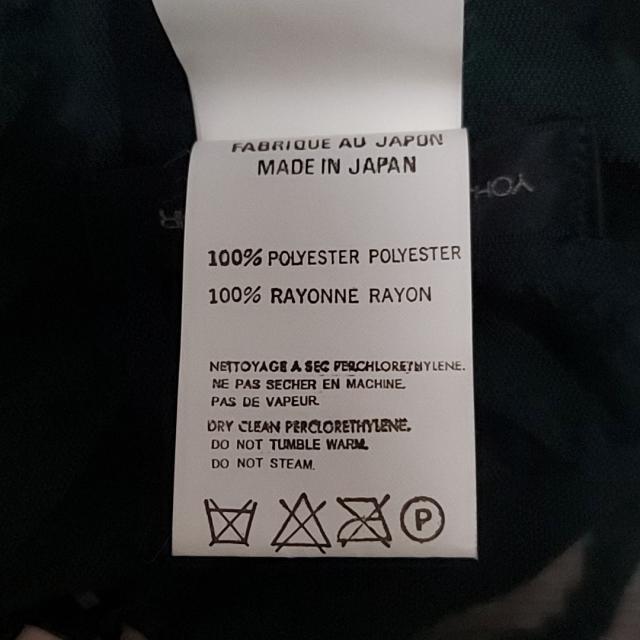 FABRIQUE AU JAPON
MADE IN JAPAN
100% POLYESTER POLYESTER
100% RAYONNE RAYON
NETTOYAGE A SEC PERCHLORETHYLENE.
NE PAS SECHER EN MACHINE.
PAS DE VAPEUR.
DRY CLEAN PERCLORETHYLENE.
DO NOT TUMBLE WARM.
DO NOT STEAM.
P